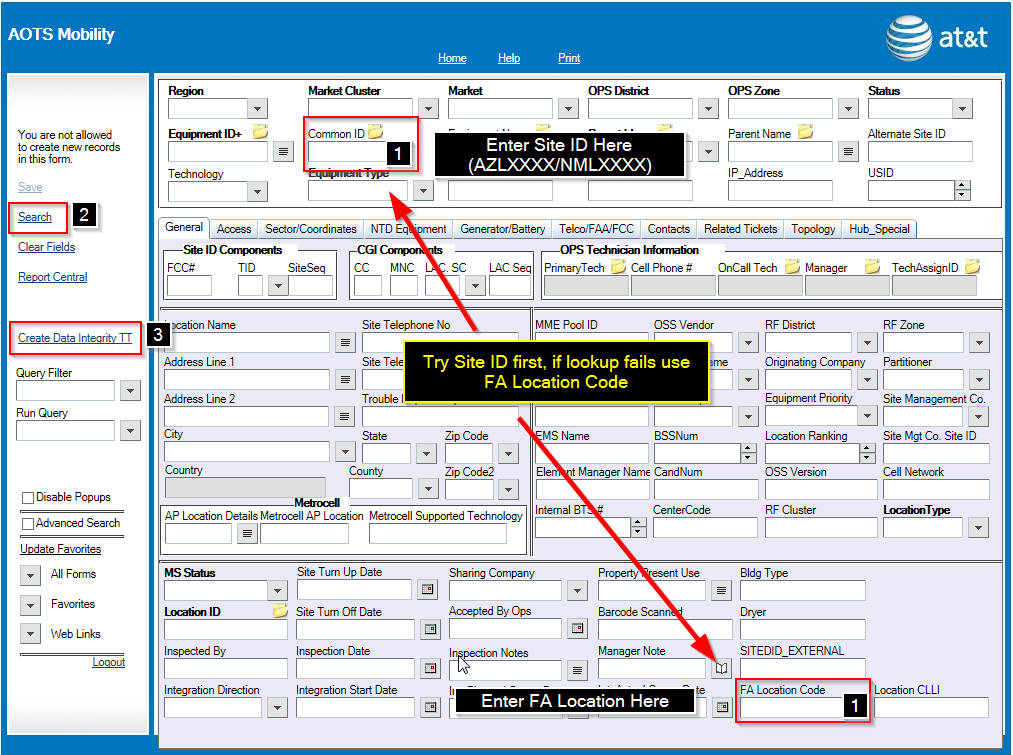 AOTS Mobility
at&t
Home Help Print
You are not allowed
to create new records
in this form.
Save
Search
2
Clear Fields
Report Central
Create Data Integrity TT
3
Query Filter
Run Query
Disable Popups
Advanced Search
Update Favorites
All Forms
Favorites
Web Links
Logout
Region Market Cluster Market OPS District OPS Zone Status
Equipment ID+ Common ID Parent Name Alternate Site ID
1
Enter Site ID Here
(AZLXXXX/NMLXXXX)
Technology Equipment Type IP_Address USID
General Access Sector/Coordinates NTD Equipment Generator/Battery Telco/FAA/FCC Contacts Related Tickets Topology Hub_Special
Site ID Components CGI Components OPS Technician Information
FCC# TID SiteSeq CC MNC LAC, SC LAC Seq PrimaryTech Cell Phone # OnCall Tech Manager TechAssignID
Location Name Site Telephone No MME Pool ID OSS Vendor RF District RF Zone
Address Line 1 Site Originating Company Partitioner
Try Site ID first, if lookup fails use
FA Location Code
Address Line 2 Trouble Equipment Priority Site Management Co.
City State Zip Code EMS Name BSSNum Location Ranking Site Mgt Co. Site ID
Country County Zip Code2 Element Manager Name CandNum OSS Version Cell Network
Metrocell
AP Location Details Metrocell AP Location Metrocell Supported Technology Internal BTS # CenterCode RF Cluster LocationType
MS Status Site Turn Up Date Sharing Company Property Present Use Bldg Type
Location ID Site Turn Off Date Accepted By Ops Barcode Scanned Dryer
Inspected By Inspection Date Inspection Notes Manager Note SITEDID_EXTERNAL
Integration Direction Integration Start Date FA Location Code Location CLLI
Enter FA Location Here
1